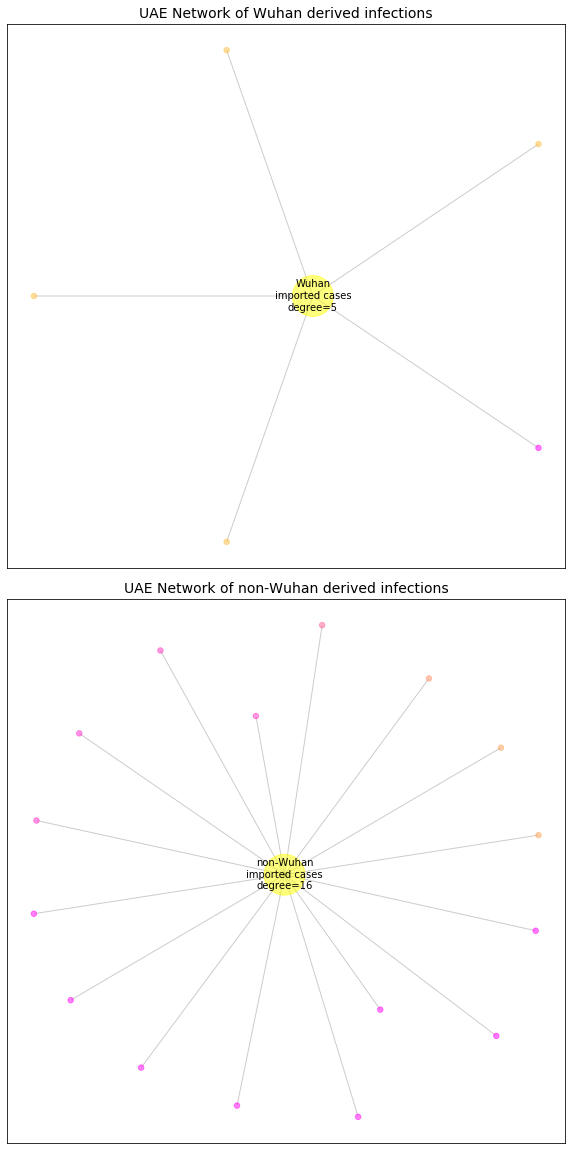 UAE Network of Wuhan derived infections
Wuhan
imported cases
degree=5
UAE Network of non-Wuhan derived infections
non-Wuhan
imported cases
degree=16